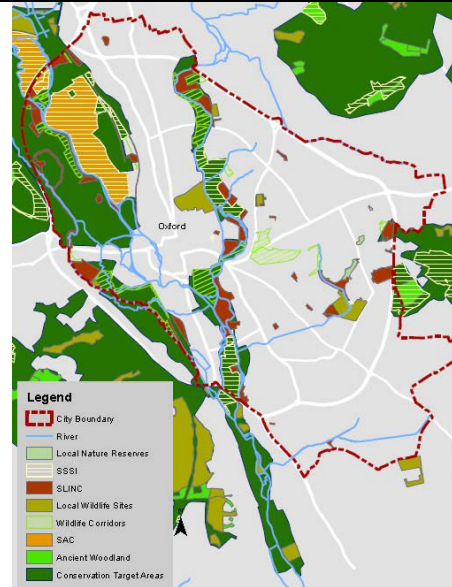 Oxford
Legend
City Boundary
River
Local Nature Reserves
SSSI
SLINC
Local Wildlife Sites
Wildlife Corridors
SAC
Ancient Woodland
Conservation Target Areas